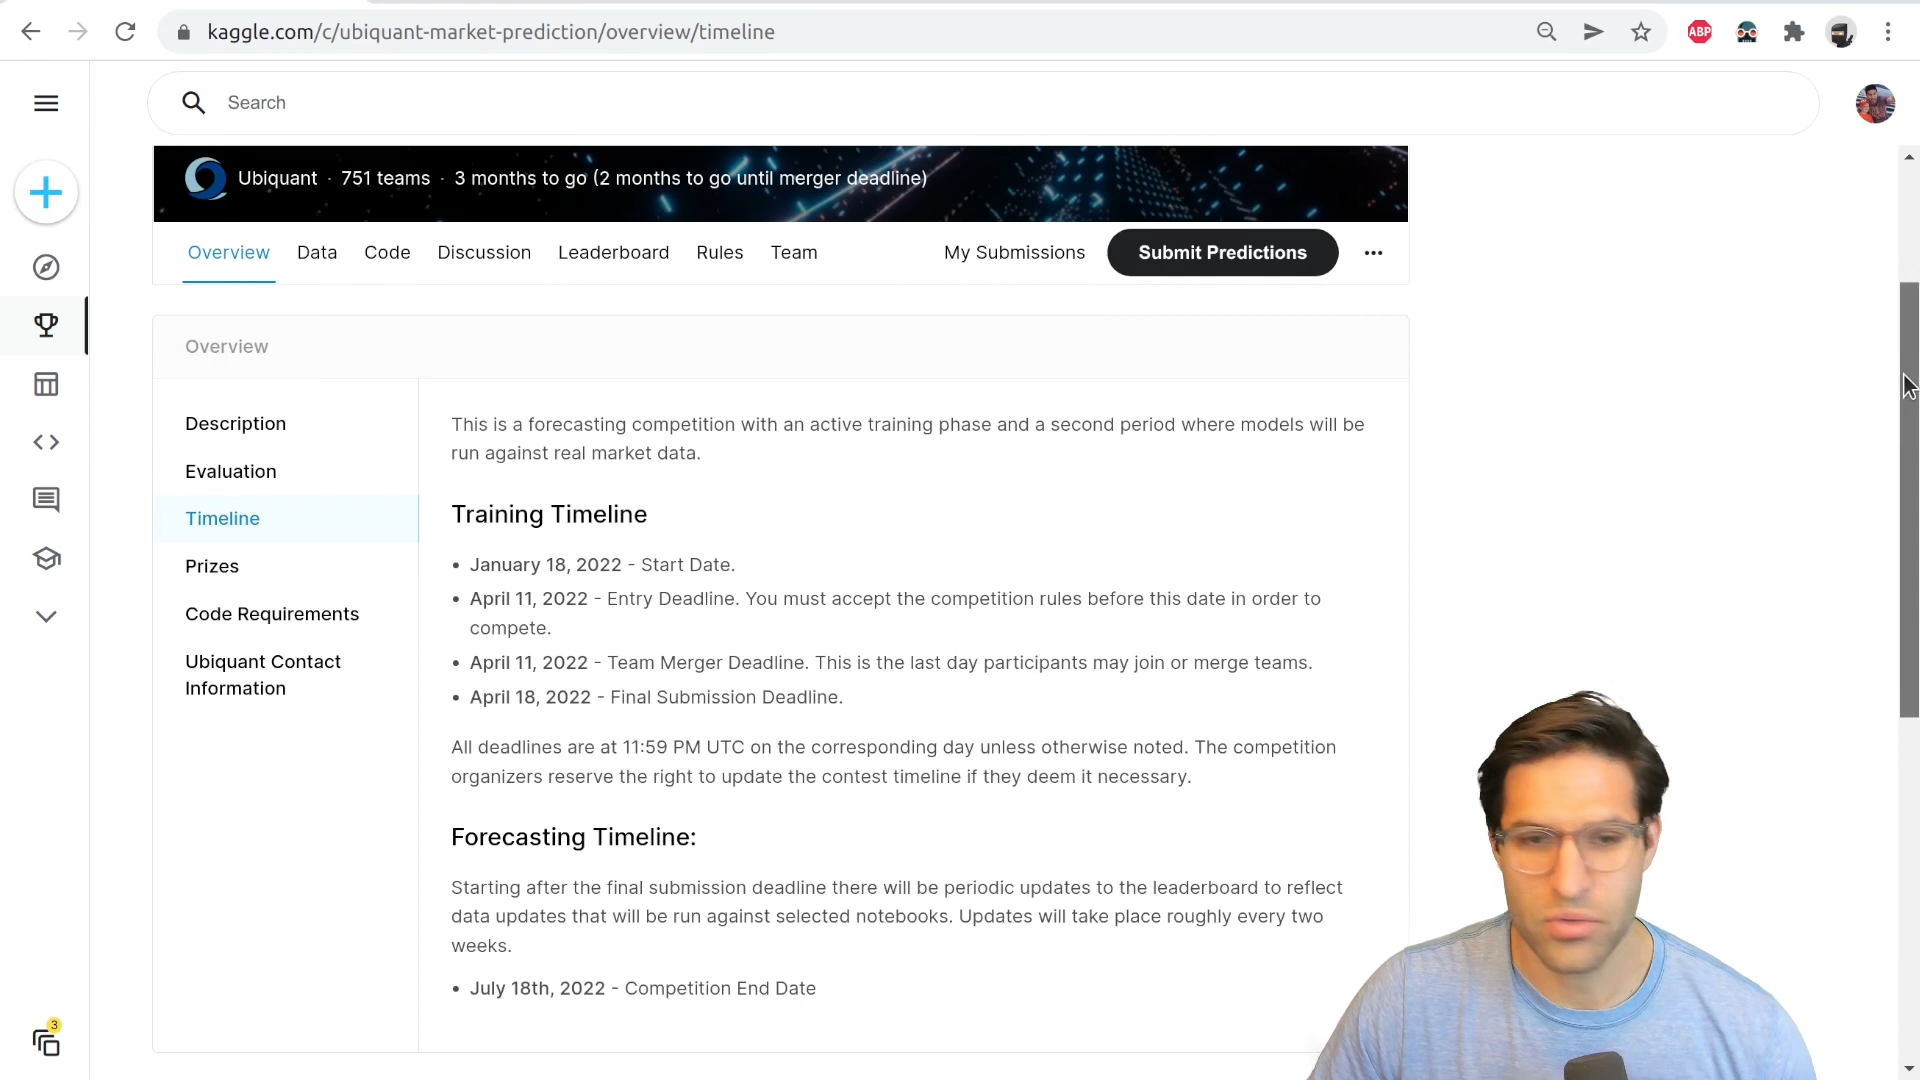 kaggle.com/c/ubiquant-market-prediction/overview/timeline
ABP
Search
Ubiquant · 751 teams · 3 months to go (2 months to go until merger deadline)
Overview Data Code Discussion Leaderboard Rules Team My Submissions Submit Predictions
Overview
Description
Evaluation
Timeline
Prizes
Code Requirements
Ubiquant Contact
Information
This is a forecasting competition with an active training phase and a second period where models will be
run against real market data.
Training Timeline
• January 18, 2022 - Start Date.
• April 11, 2022 - Entry Deadline. You must accept the competition rules before this date in order to
compete.
• April 11, 2022 - Team Merger Deadline. This is the last day participants may join or merge teams.
• April 18, 2022 - Final Submission Deadline.
All deadlines are at 11:59 PM UTC on the corresponding day unless otherwise noted. The competition
organizers reserve the right to update the contest timeline if they deem it necessary.
Forecasting Timeline:
Starting after the final submission deadline there will be periodic updates to the leaderboard to reflect
data updates that will be run against selected notebooks. Updates will take place roughly every two
weeks.
• July 18th, 2022 - Competition End Date
3